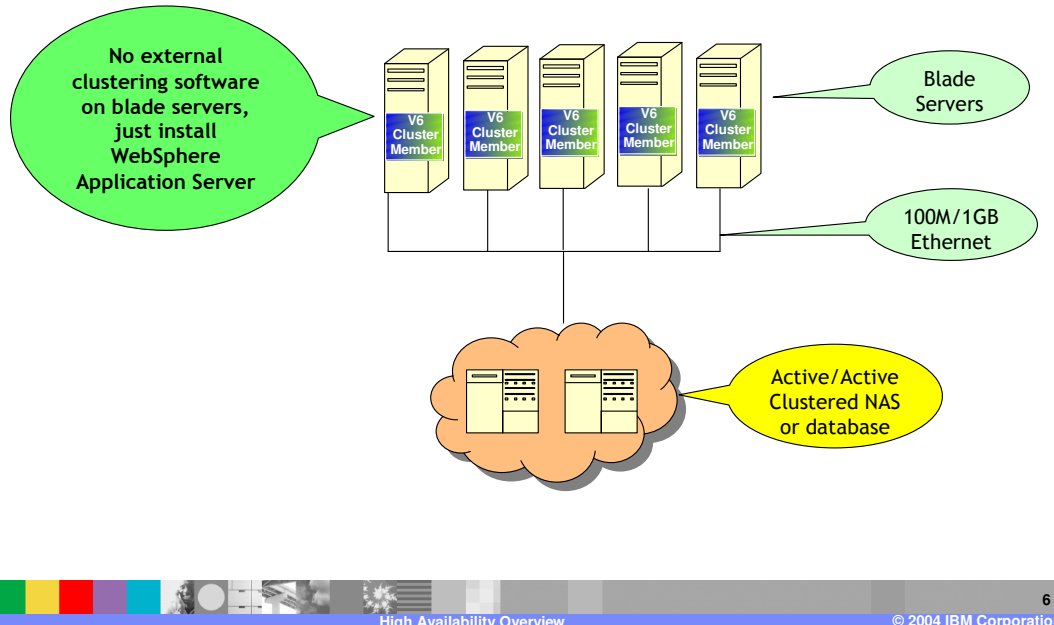 No external
clustering software
on blade servers,
just install
WebSphere
Application Server
V6
Cluster
Member
V6
Cluster
Member
V6
Cluster
Member
V6
Cluster
Member
V6
Cluster
Member
Blade
Servers
100M/1GB
Ethernet
Active/Active
Clustered NAS
or database
6
High Availability Overview
© 2004 IBM Corporatio